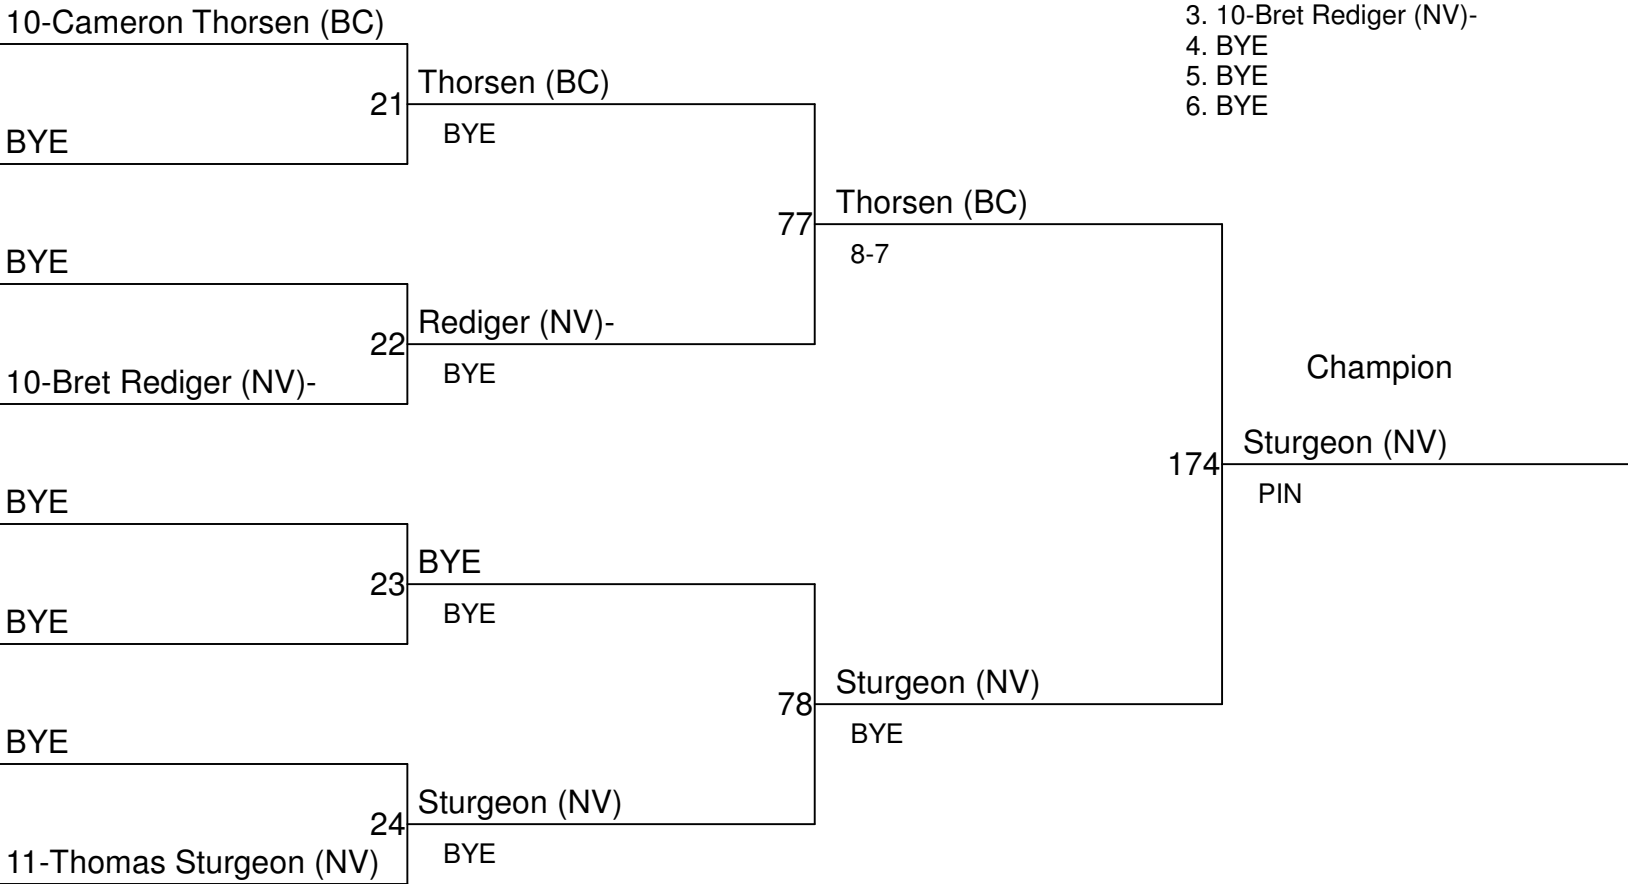 10-Cameron Thorsen (BC)
3. 10-Bret Rediger (NV)-
4. BYE
5. BYE
6. BYE
Thorsen (BC)
21
BYE
BYE
Thorsen (BC)
77
8-7
BYE
Rediger (NV)-
22
BYE
10-Bret Rediger (NV)-
Champion
Sturgeon (NV)
174
PIN
BYE
BYE
23
BYE
BYE
Sturgeon (NV)
78
BYE
BYE
Sturgeon (NV)
24
BYE
11-Thomas Sturgeon (NV)